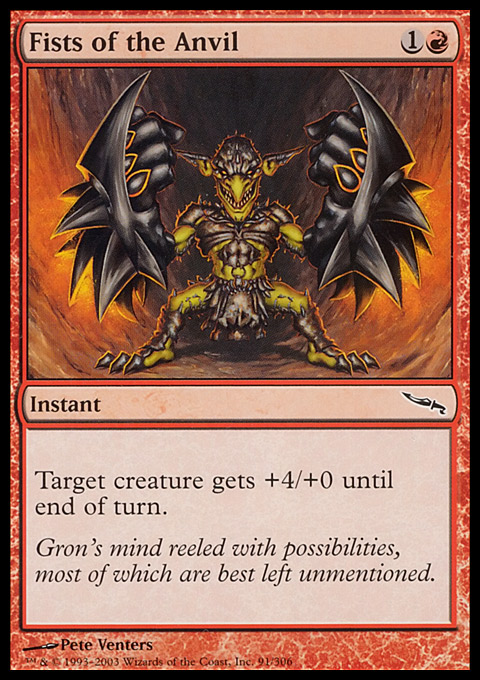 Fists of the Anvil 1
Instant
Target creature gets +4/+0 until
end of turn.
Gron's mind reeled with possibilities,
most of which are best left unmentioned.
Pete Venters
™ & © 1993–2003 Wizards of the Coast, Inc. 91/306